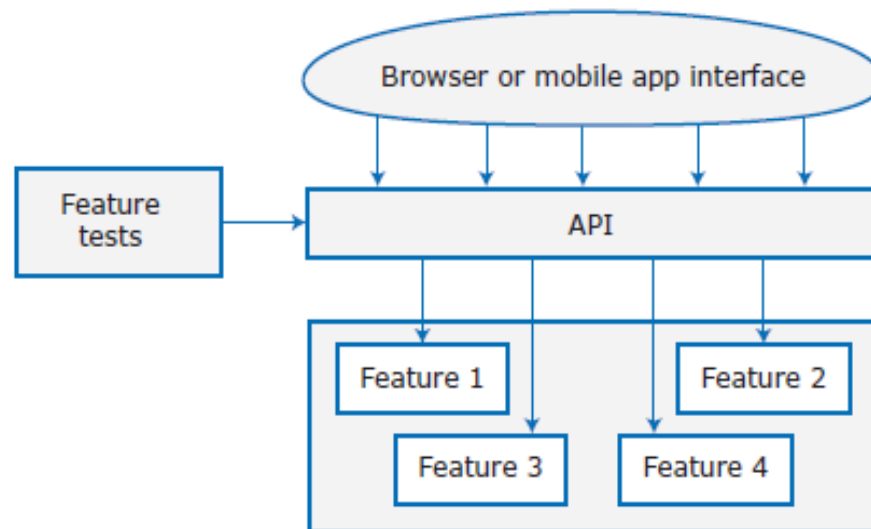 Browser or mobile app interface
Feature
tests
API
Feature 1
Feature 2
Feature 3
Feature 4